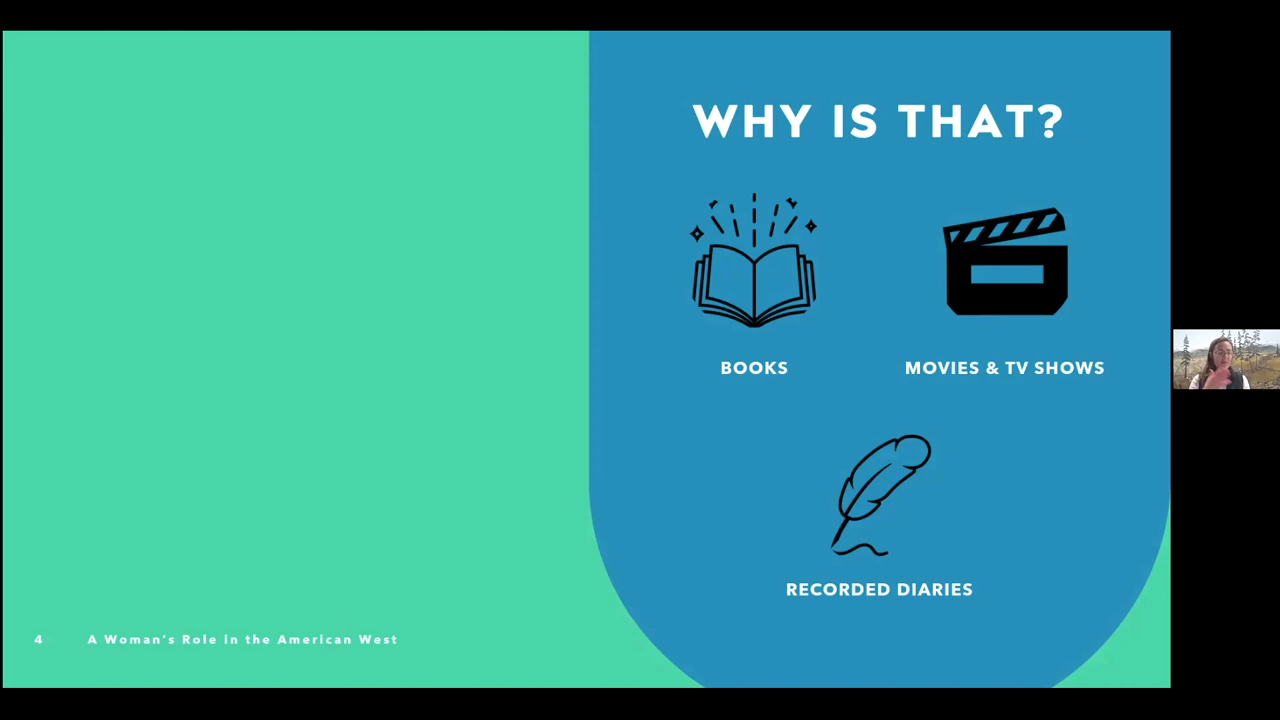 WHY IS THAT?
BOOKS
MOVIES & TV SHOWS
RECORDED DIARIES
4 A Woman's Role in the American West